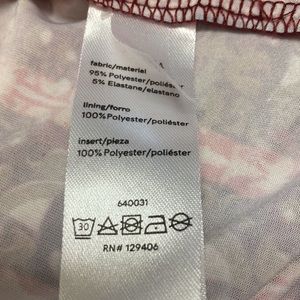 fabric/material
95% Polyester/poliéster
5% Elastane/elastano
lining/forro
100% Polyester/poliéster
insert/pieza
100% Polyester/poliéster
640031
30
RN# 129406